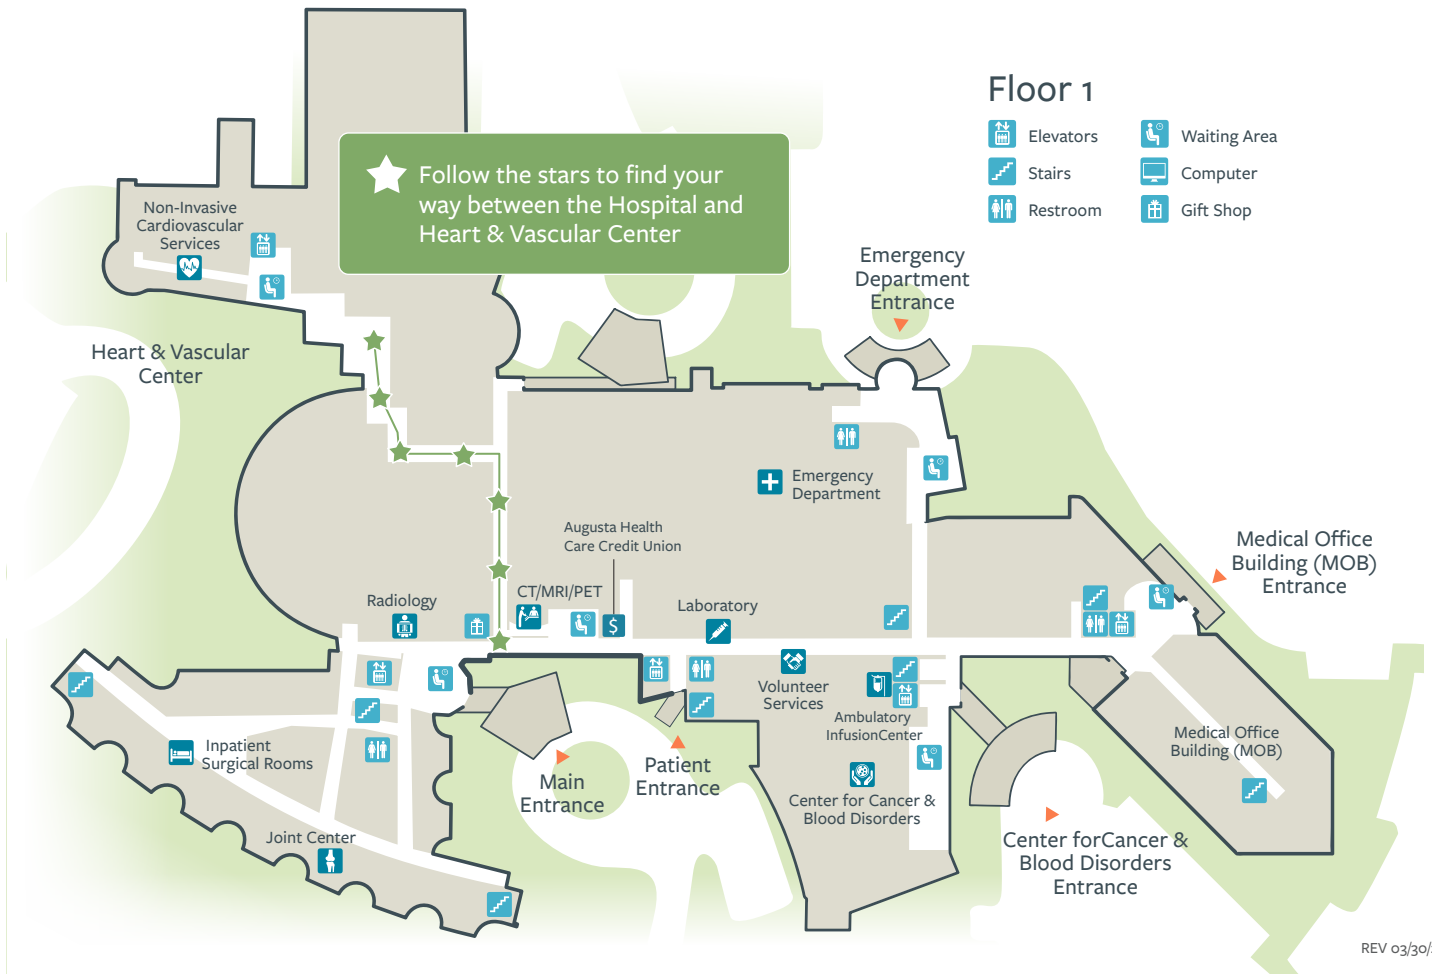 Floor 1
Elevators
Waiting Area
Stairs
Computer
Restroom
Gift Shop
Follow the stars to find your
way between the Hospital and
Heart & Vascular Center
Non-Invasive
Cardiovascular
Services
Emergency
Department
Entrance
Heart & Vascular
Center
Emergency
Department
Augusta Health
Care Credit Union
Medical Office
Building (MOB)
Entrance
CT/MRI/PET
Radiology
Laboratory
$
Volunteer
Services
Ambulatory
InfusionCenter
Medical Office
Building (MOB)
Inpatient
Surgical Rooms
Main
Entrance
Patient
Entrance
Center for Cancer &
Blood Disorders
Joint Center
Center forCancer &
Blood Disorders
Entrance
REV 03/30/